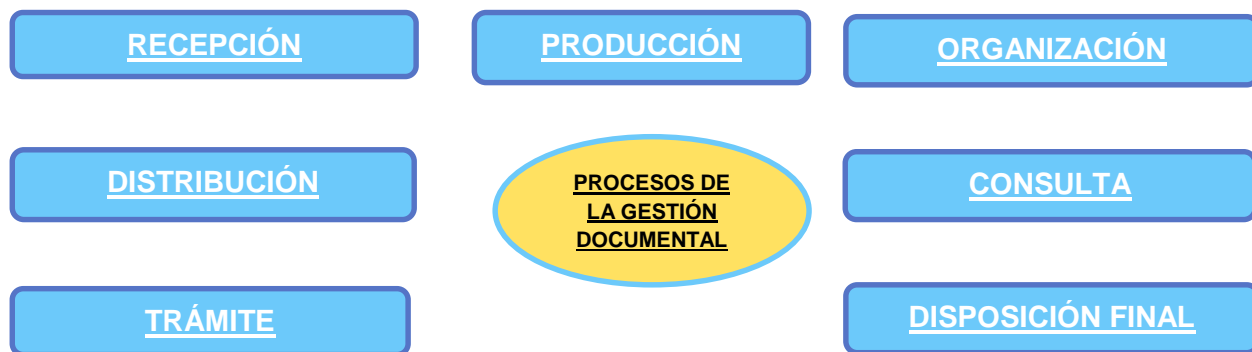 RECEPCIÓN
PRODUCCIÓN
ORGANIZACIÓN
DISTRIBUCIÓN
PROCESOS DE
LA GESTIÓN
DOCUMENTAL
CONSULTA
TRÁMITE
DISPOSICIÓN FINAL